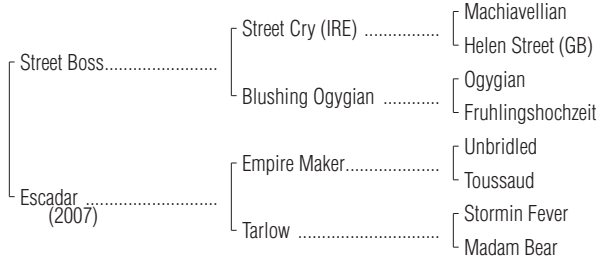 Machiavellian
Street Cry (IRE) ................
Helen Street (GB)
Street Boss........................
Ogygian
Blushing Ogygian ............
Fruhlingshochzeit
Unbridled
Empire Maker....................
Toussaud
Escadar ............................
(2007)
Stormin Fever
Tarlow ..............................
Madam Bear